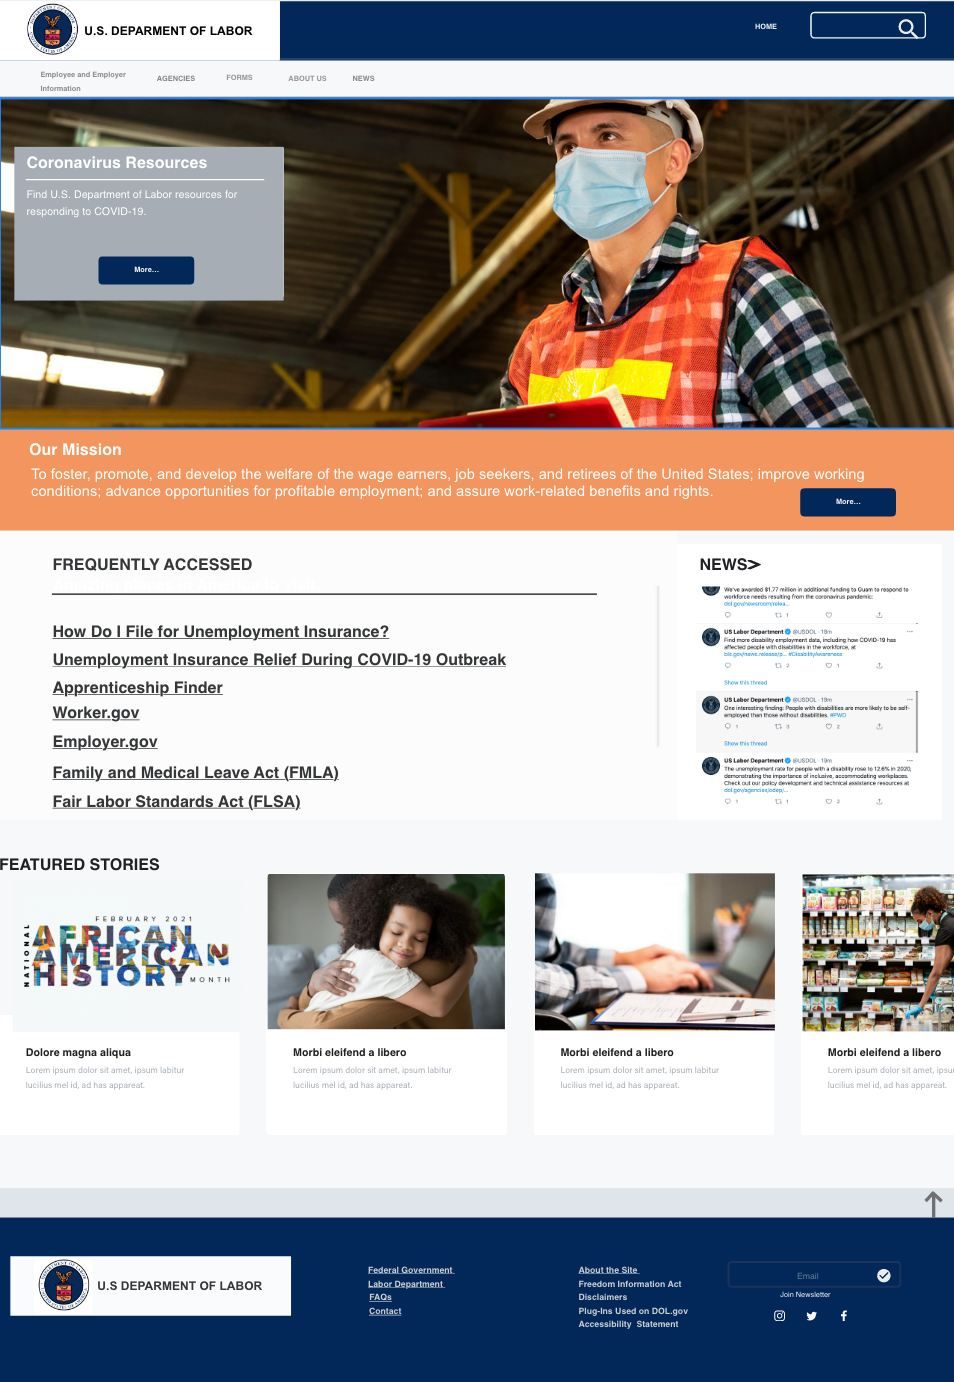 U.S. DEPARMENT OF LABOR
HOME
Employee and Employer
Information
AGENCIES
FORMS
ABOUT US
NEWS
Coronavirus Resources
Find U.S. Department of Labor resources for
responding to COVID-19.
More...
Our Mission
To foster, promote, and develop the welfare of the wage earners, job seekers, and retirees of the United States; improve working
conditions; advance opportunities for profitable employment; and assure work-related benefits and rights.
More...
FREQUENTLY ACCESSED
How Do I File for Unemployment Insurance?
Unemployment Insurance Relief During COVID-19 Outbreak
Apprenticeship Finder
Worker.gov
Employer.gov
Family and Medical Leave Act (FMLA)
Fair Labor Standards Act (FLSA)
NEWS>
We've awarded $1.77 million in additional funding to Guam to respond to
workforce needs resulting from the coronavirus pandemic:
dol.gov/newsroom/relea...
1
US Labor Department @USDOL · 19m
Find more disability employment data, including how COVID-19 has
affected people with disabilities in the workforce, at
bls.gov/news.release/p... #DisabilityAwareness
2 1
Show this thread
US Labor Department @USDOL · 19m
One interesting finding: People with disabilities are more likely to be self-
employed than those without disabilities. #PWD
1 3 2
Show this thread
US Labor Department @USDOL · 19m
The unemployment rate for people with a disability rose to 12.6% in 2020,
demonstrating the importance of inclusive, accommodating workplaces.
Check out our policy development and technical assistance resources at
dol.gov/agencies/odep/...
1 1 2
FEATURED STORIES
FEBRUARY 2021
NATIONAL
AFRICAN
AMERICAN
HISTORY
MONTH
Dolore magna aliqua
Lorem ipsum dolor sit amet, ipsum labitur
lucilius mel id, ad has appareat.
Morbi eleifend a libero
Lorem ipsum dolor sit amet, ipsum labitur
lucilius mel id, ad has appareat.
Morbi eleifend a libero
Lorem ipsum dolor sit amet, ipsum labitur
lucilius mel id, ad has appareat.
Morbi eleifend a libero
Lorem ipsum dolor sit amet, ipsu
lucilius mel id, ad has appareat.
U.S DEPARMENT OF LABOR
Federal Government
Labor Department
FAQs
Contact
About the Site
Freedom Information Act
Disclaimers
Plug-Ins Used on DOL.gov
Accessibility Statement
Email
Join Newsletter